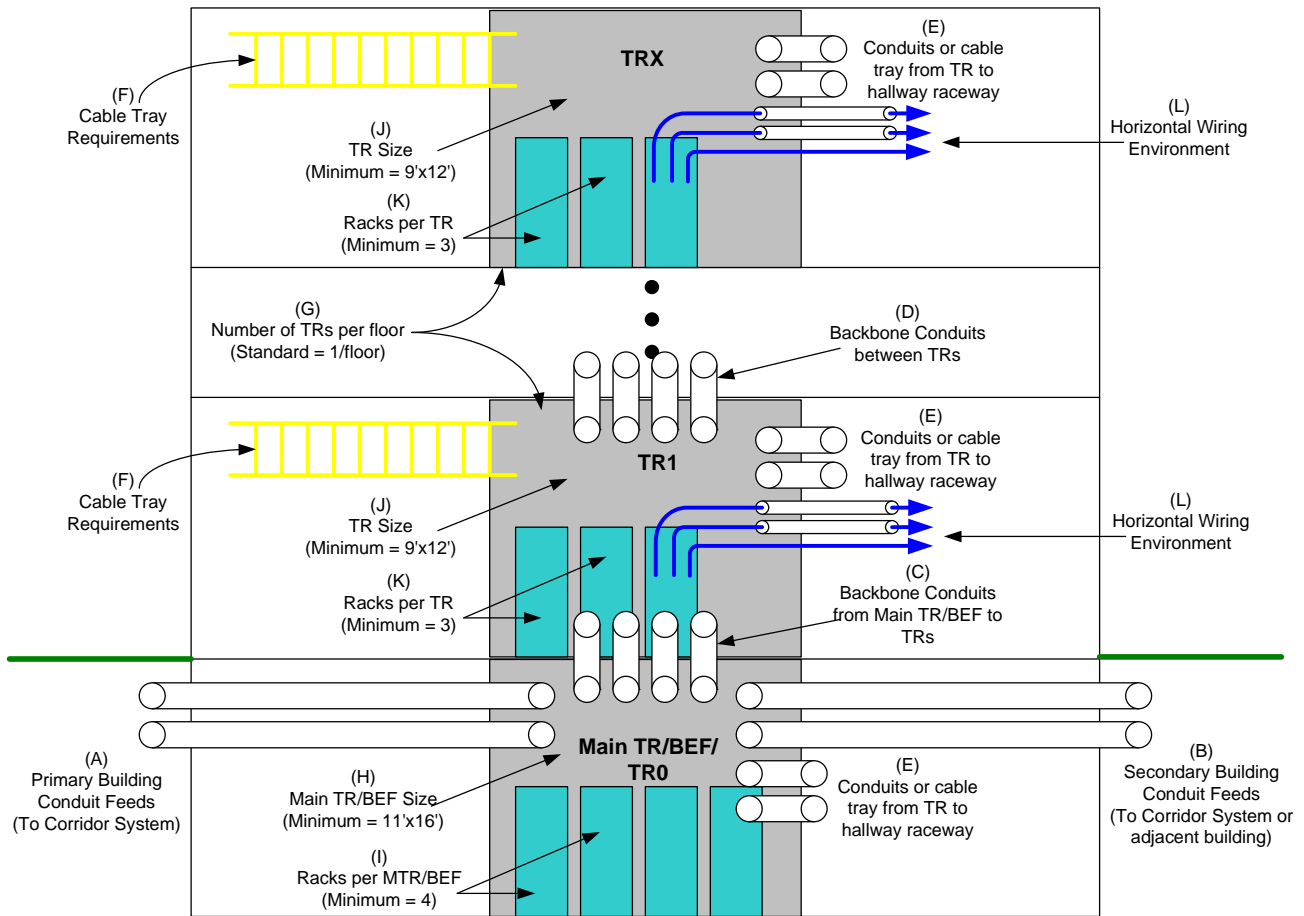 TRX
(E)
Conduits or cable
tray from TR to
hallway raceway
(F)
Cable Tray
Requirements
(J)
TR Size
(Minimum = 9'x12')
(L)
Horizontal Wiring
Environment
(K)
Racks per TR
(Minimum = 3)
(G)
Number of TRs per floor
(Standard = 1/floor)
(D)
Backbone Conduits
between TRs
(E)
Conduits or cable
tray from TR to
hallway raceway
TR1
(F)
Cable Tray
Requirements
(J)
TR Size
(Minimum = 9'x12')
(L)
Horizontal Wiring
Environment
(K)
Racks per TR
(Minimum = 3)
(C)
Backbone Conduits
from Main TR/BEF to
TRs
(A)
Primary Building
Conduit Feeds
(To Corridor System)
Main TR/BEF/
TR0
(H)
Main TR/BEF Size
(Minimum = 11'x16')
(E)
Conduits or cable
tray from TR to
hallway raceway
(B)
Secondary Building
Conduit Feeds
(To Corridor System or
adjacent building)
(I)
Racks per MTR/BEF
(Minimum = 4)